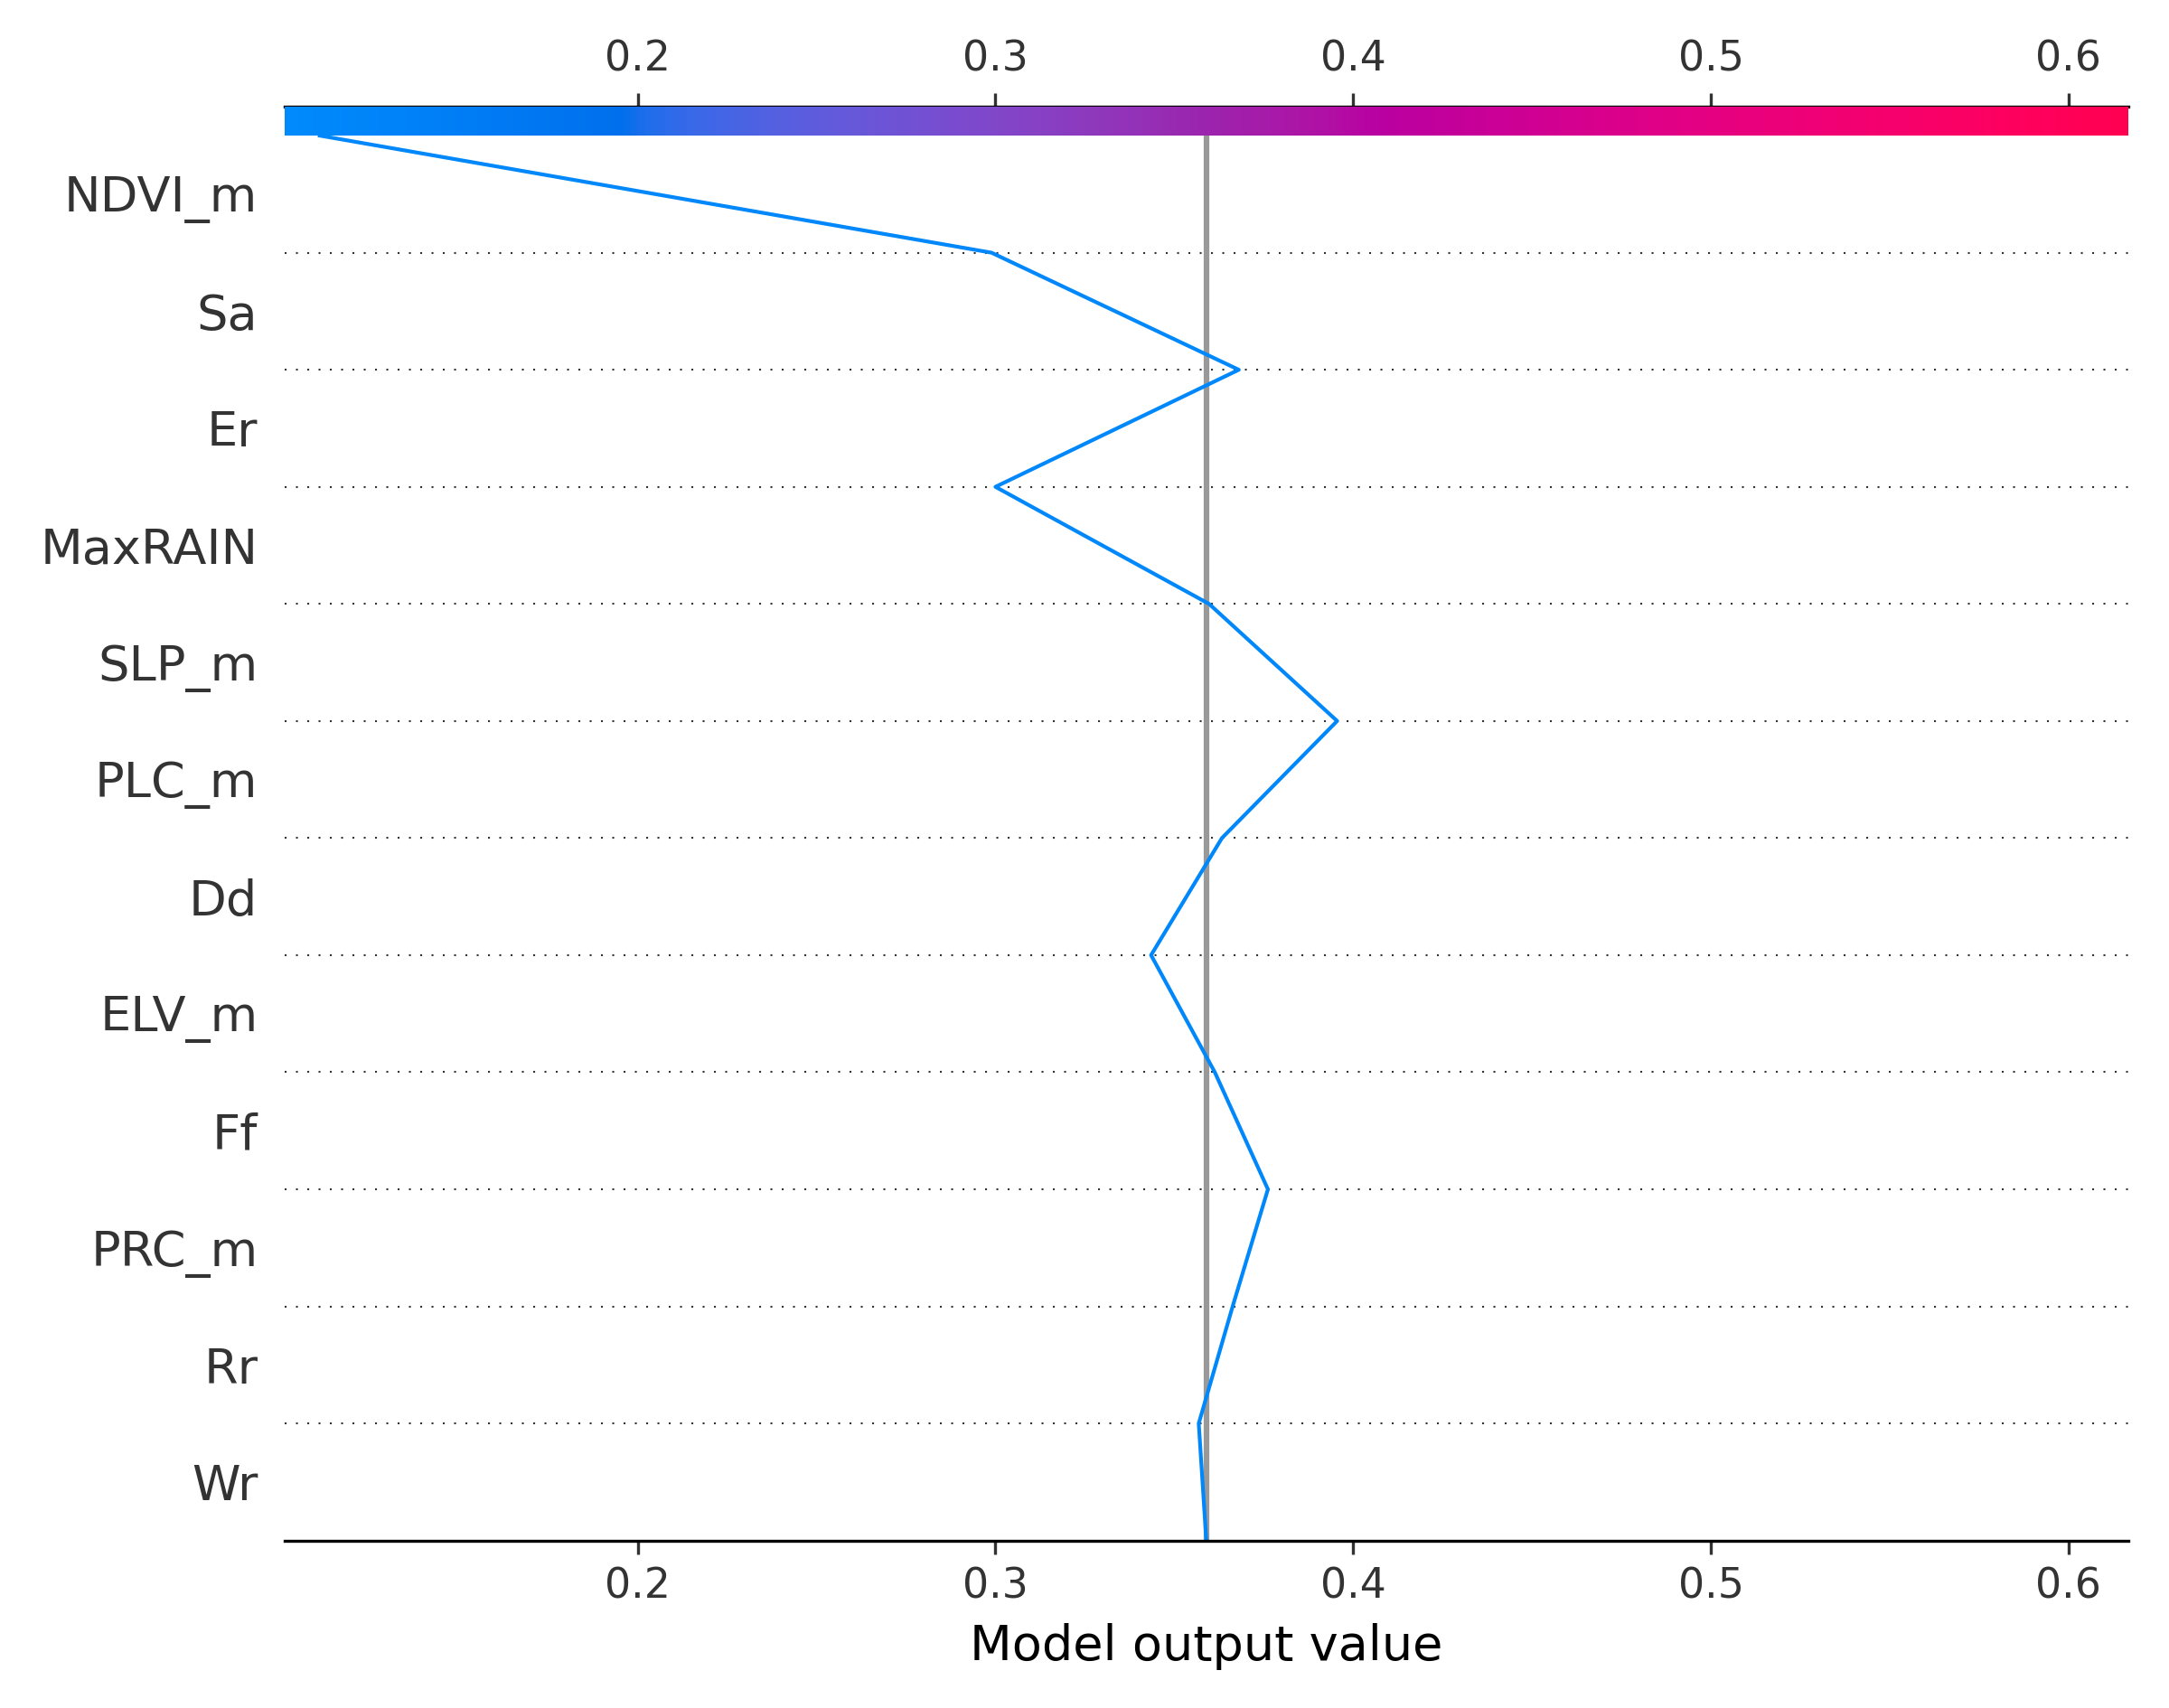 0.2 0.3 0.4 0.5 0.6
NDVI_m
Sa
Er
MaxRAIN
SLP_m
PLC_m
Dd
ELV_m
Ff
PRC_m
Rr
Wr
0.2 0.3 0.4 0.5 0.6
Model output value